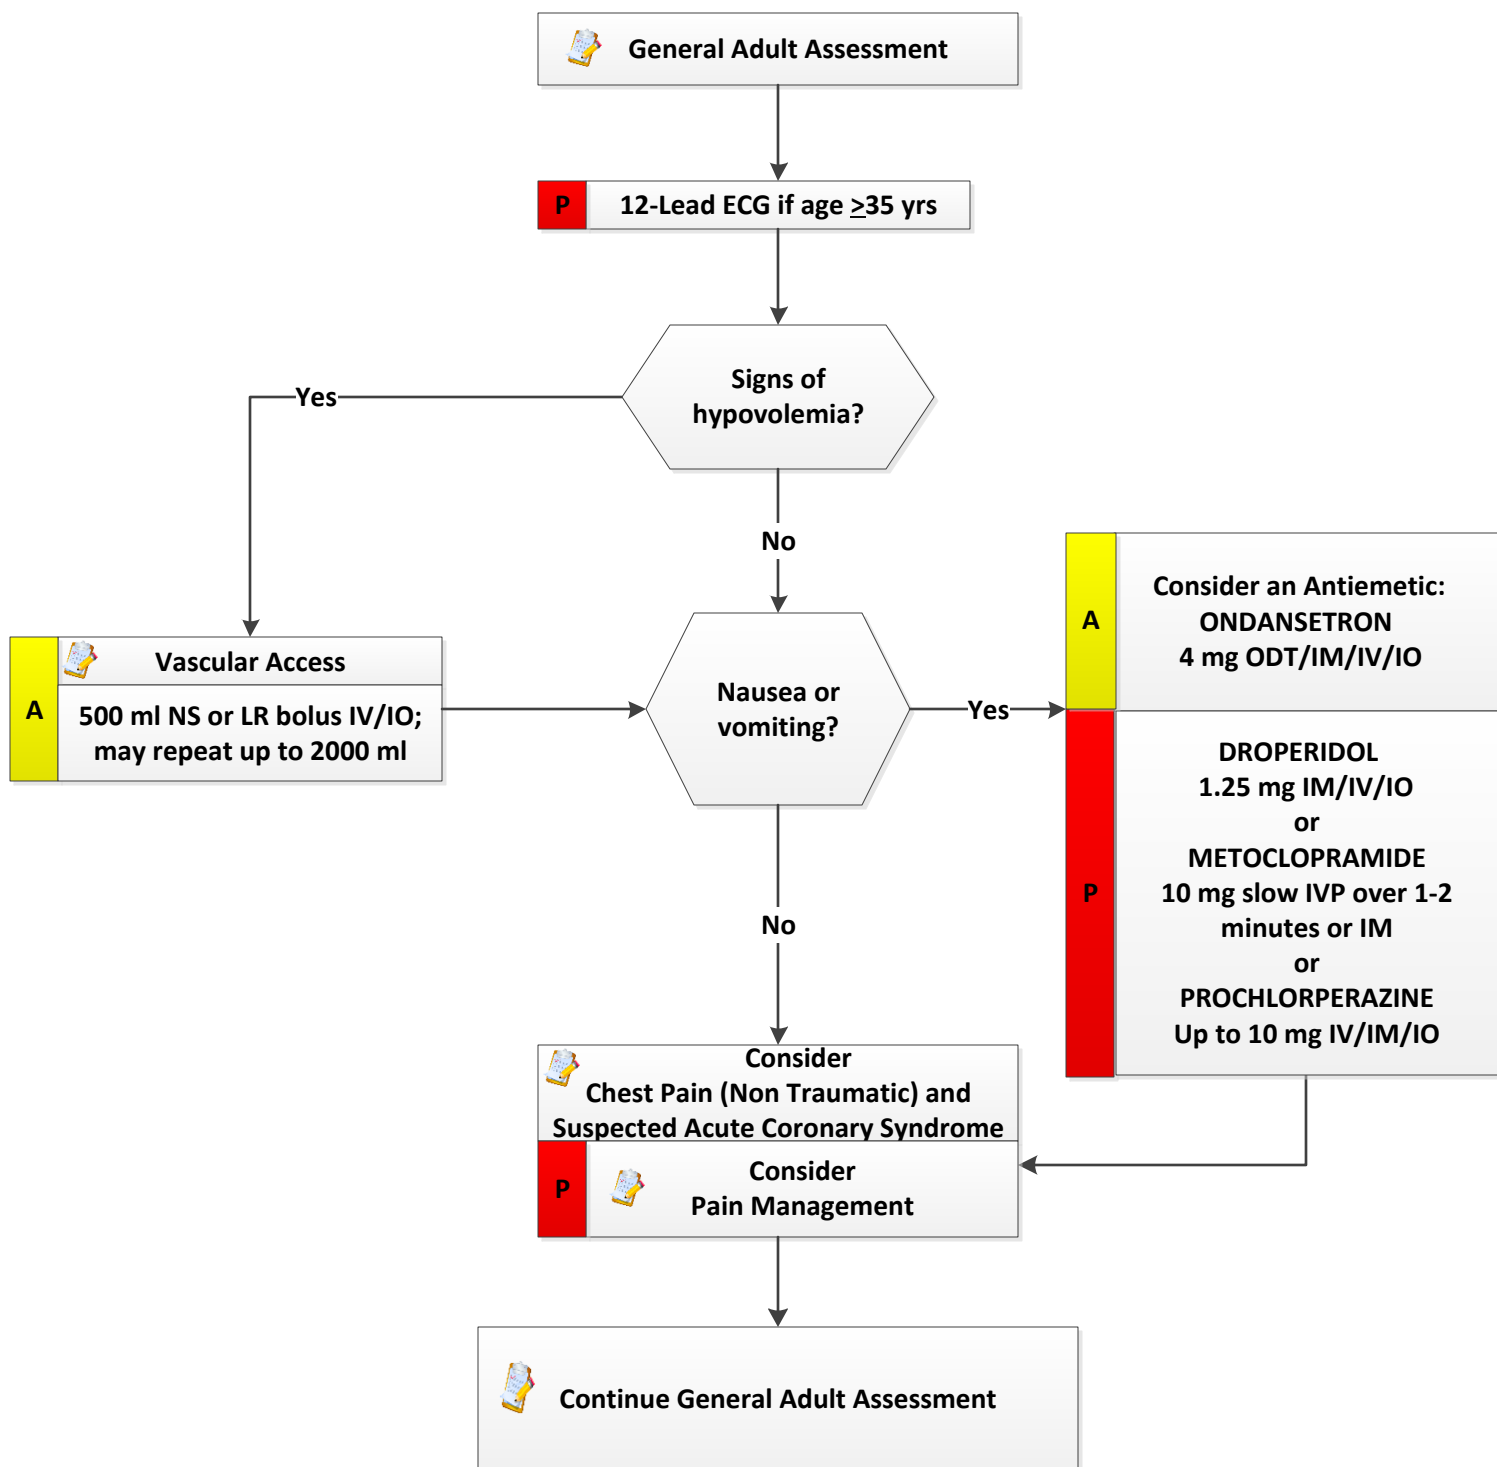 General Adult Assessment
P
12-Lead ECG if age ≥35 yrs
Signs of
hypovolemia?
Yes
No
A
Vascular Access
500 ml NS or LR bolus IV/IO;
may repeat up to 2000 ml
Nausea or
vomiting?
Yes
A
Consider an Antiemetic:
ONDANSETRON
4 mg ODT/IM/IV/IO
P
DROPERIDOL
1.25 mg IM/IV/IO
or
METOCLOPRAMIDE
10 mg slow IVP over 1-2
minutes or IM
or
PROCHLORPERAZINE
Up to 10 mg IV/IM/IO
No
Consider
Chest Pain (Non Traumatic) and
Suspected Acute Coronary Syndrome
P
Consider
Pain Management
Continue General Adult Assessment